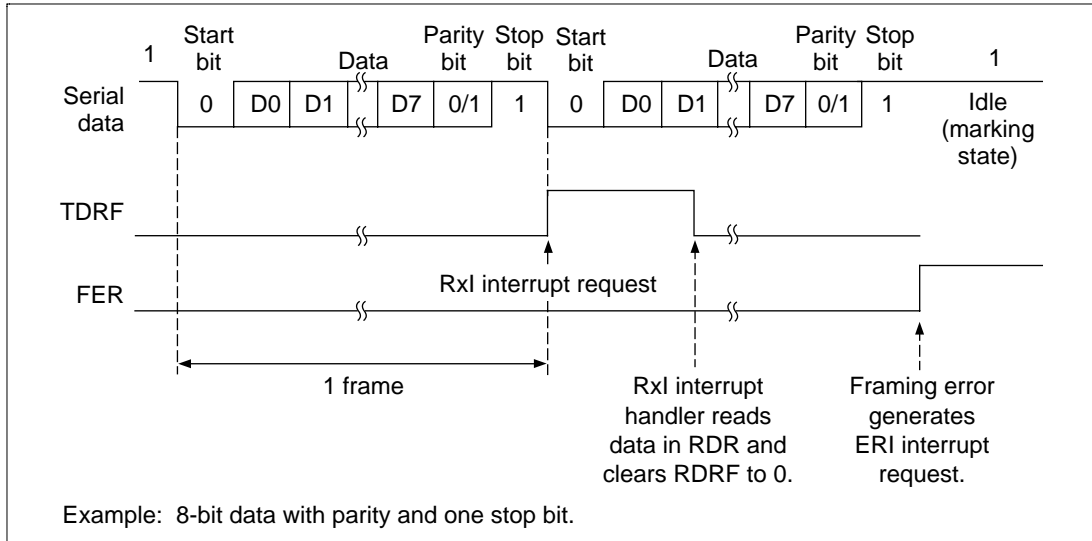 1
Start bit
Data
Parity bit
Stop bit
Start bit
Data
Parity bit
Stop bit
1
Serial data
0 D0 D1 D7 0/1 1 0 D0 D1 D7 0/1 1
Idle (marking state)
TDRF
RxI interrupt request
FER
1 frame
RxI interrupt
handler reads
data in RDR and
clears RDRF to 0.
Framing error
generates
ERI interrupt
request.
Example: 8-bit data with parity and one stop bit.